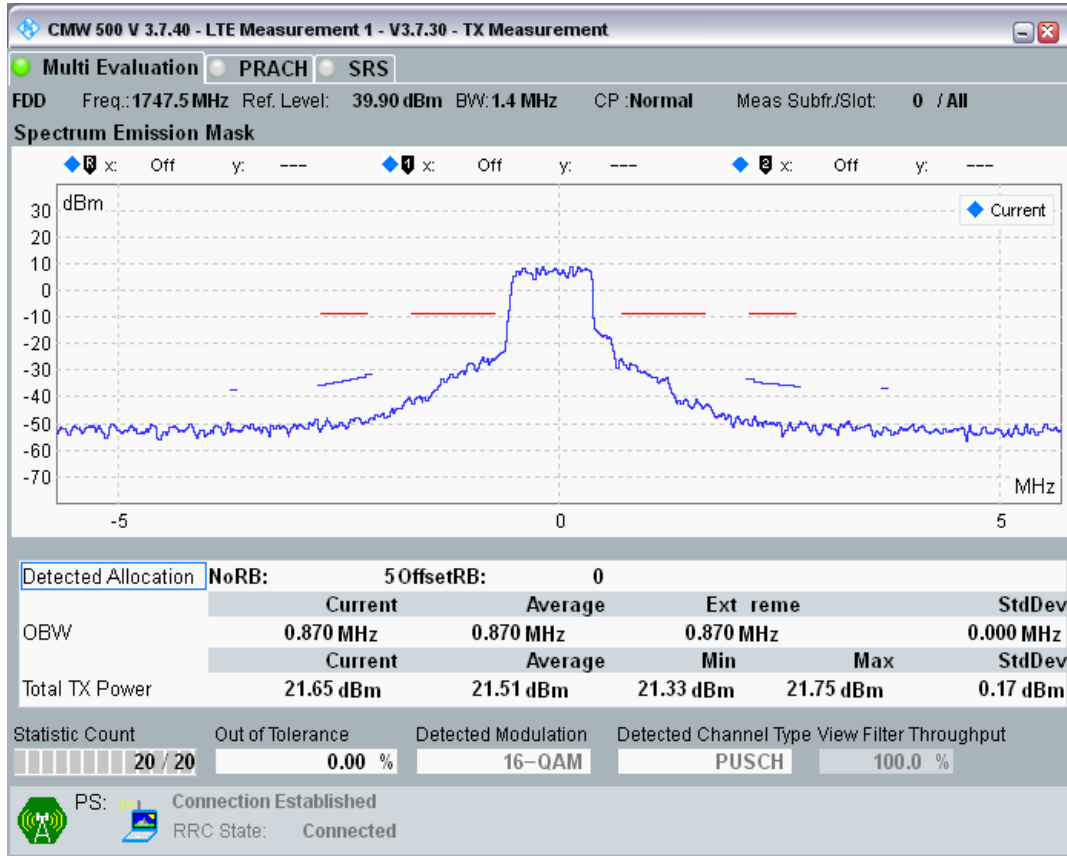 CMW 500 V 3.7.40 - LTE Measurement 1 - V3.7.30 - TX Measurement
Multi Evaluation PRACH SRS
FDD Freq.: 1747.5 MHz Ref. Level: 39.90 dBm BW: 1.4 MHz CP :Normal Meas Subfr./Slot: 0 / All
Spectrum Emission Mask
R x: Off y: --- 1 x: Off y: --- 2 x: Off y: ---
dBm
Current
30
20
10
0
-10
-20
-30
-40
-50
-60
-70
MHz
-5 0 5
Detected Allocation NoRB: 5 OffsetRB: 0
Current Average Ext reme StdDev
OBW 0.870 MHz 0.870 MHz 0.870 MHz 0.000 MHz
Current Average Min Max StdDev
Total TX Power 21.65 dBm 21.51 dBm 21.33 dBm 21.75 dBm 0.17 dBm
Statistic Count Out of Tolerance Detected Modulation Detected Channel Type View Filter Throughput
20 / 20 0.00 % 16-QAM PUSCH 100.0 %
PS: Connection Established
RRC State: Connected